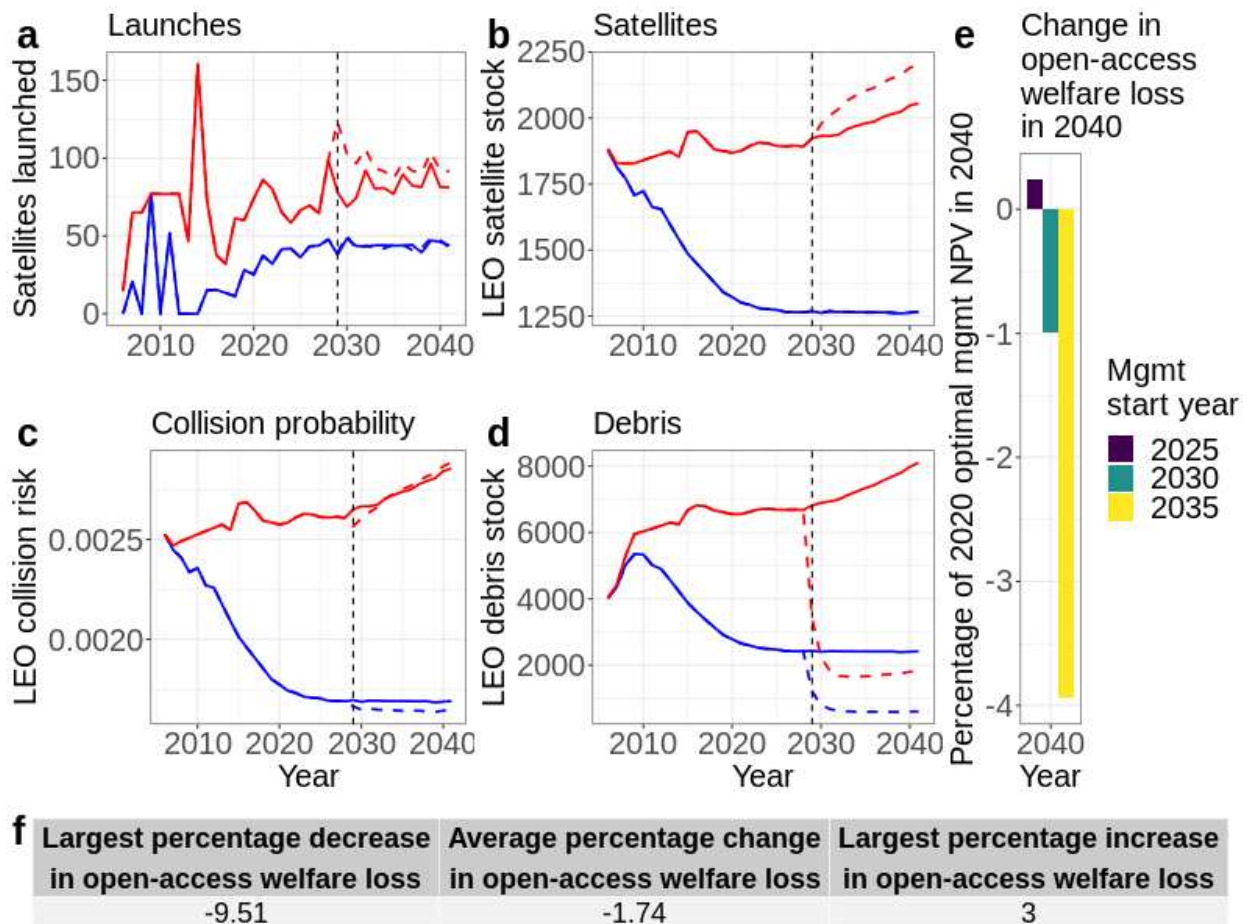 a Launches
Satellites launched
150
100
50
0
2010 2020 2030 2040
b Satellites
LEO satellite stock
2250
2000
1750
1500
1250
2010 2020 2030 2040
c Collision probability
LEO collision risk
0.0025
0.0020
2010 2020 2030 2040
Year
d Debris
LEO debris stock
8000
6000
4000
2000
2010 2020 2030 2040
Year
e Change in
open-access
welfare loss
in 2040
Percentage of 2020 optimal mgmt NPV in 2040
0
-1
-2
-3
-4
2040
Year
Mgmt
start year
2025
2030
2035
f Largest percentage decrease Average percentage change Largest percentage increase
in open-access welfare loss in open-access welfare loss in open-access welfare loss
-9.51 -1.74 3